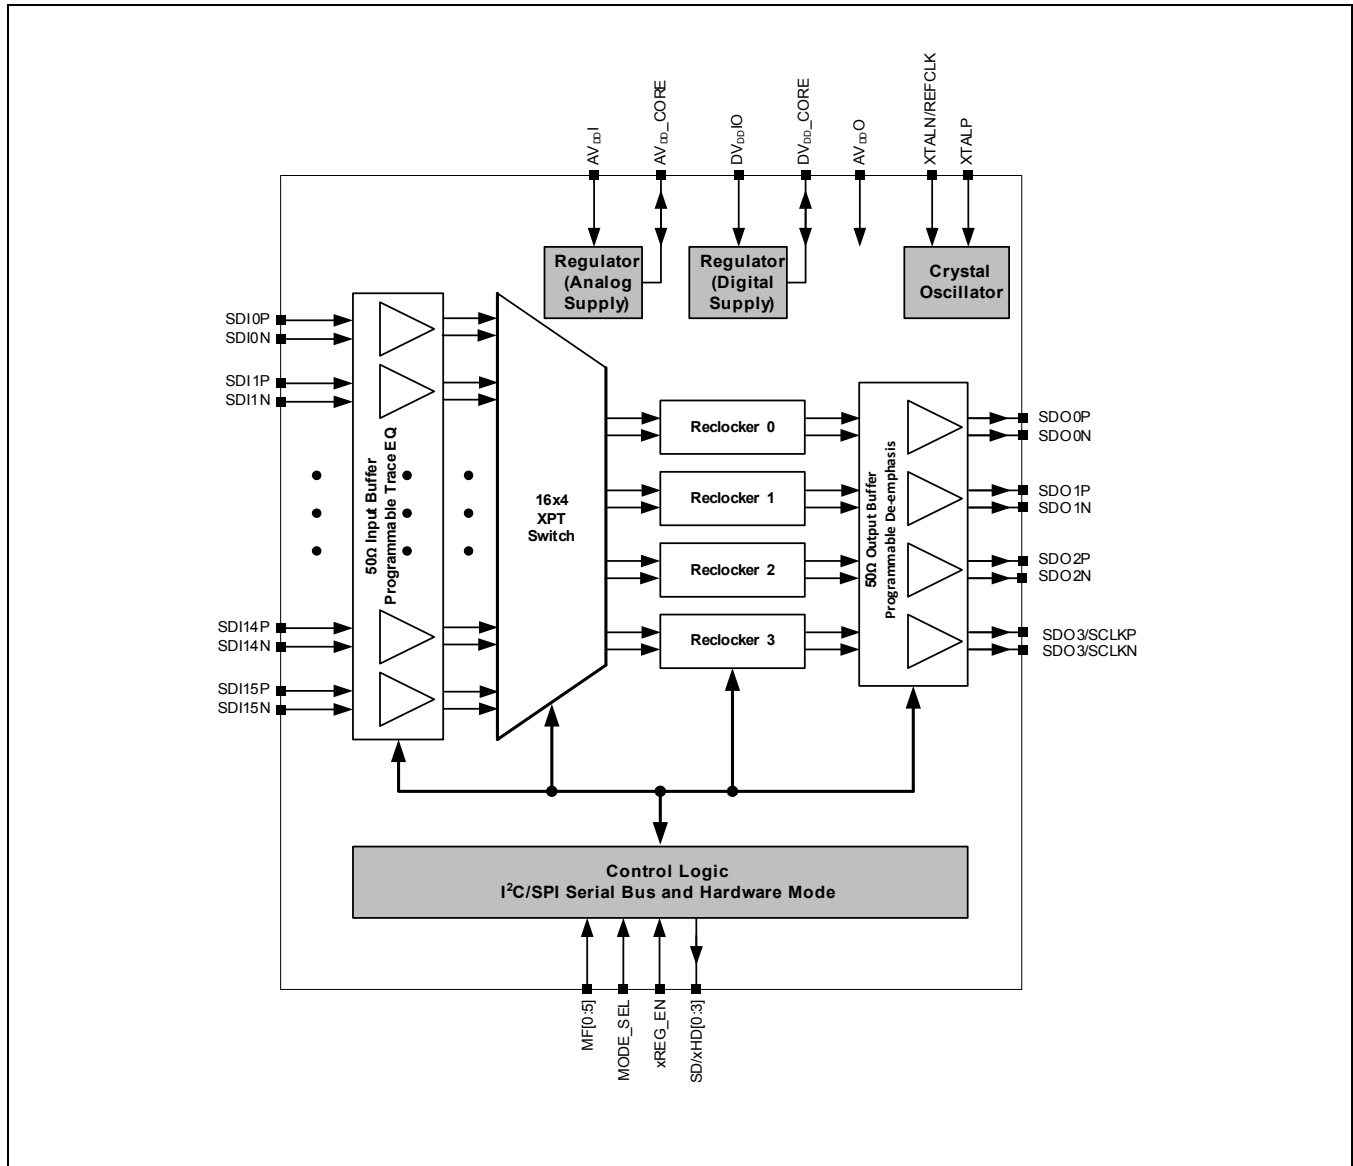 AVDDI
AVDD_CORE
DVDDIO
DVDD_CORE
AVDDO
XTALN/REFCLK
XTALP
Regulator
(Analog
Supply)
Regulator
(Digital
Supply)
Crystal
Oscillator
SDI0P
SDI0N
SDI1P
SDI1N
SDI14P
SDI14N
SDI15P
SDI15N
50Ω Input Buffer
Programmable Trace EQ
16x4
XPT
Switch
Reclocker 0
Reclocker 1
Reclocker 2
Reclocker 3
50Ω Output Buffer
Programmable De-emphasis
SDO0P
SDO0N
SDO1P
SDO1N
SDO2P
SDO2N
SDO3/SCLKP
SDO3/SCLKN
Control Logic
I²C/SPI Serial Bus and Hardware Mode
MF[0:5]
MODE_SEL
xREG_EN
SD/xHD[0:3]